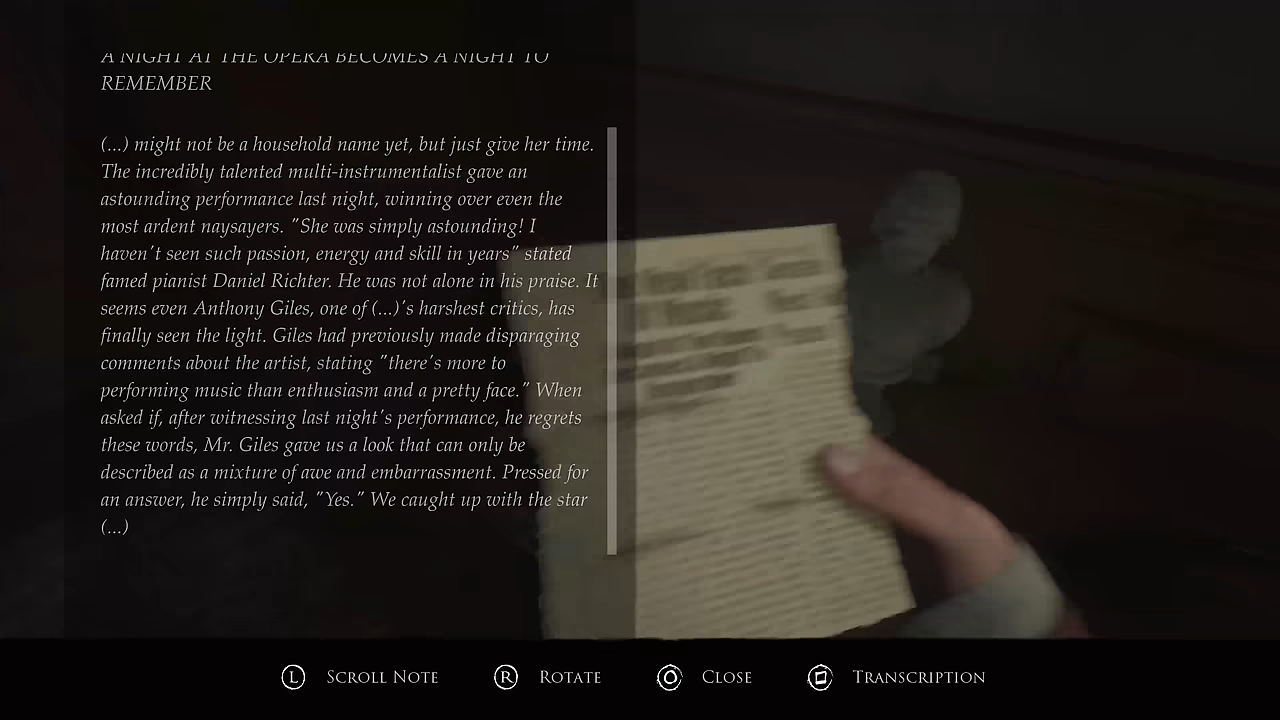 A NIGHT AT THE OPERA BECOMES A NIGHT TO
REMEMBER
(...) might not be a household name yet, but just give her time.
The incredibly talented multi-instrumentalist gave an
astounding performance last night, winning over even the
most ardent naysayers. "She was simply astounding! I
haven't seen such passion, energy and skill in years" stated
famed pianist Daniel Richter. He was not alone in his praise. It
seems even Anthony Giles, one of (...)'s harshest critics, has
finally seen the light. Giles had previously made disparaging
comments about the artist, stating "there's more to
performing music than enthusiasm and a pretty face." When
asked if, after witnessing last night's performance, he regrets
these words, Mr. Giles gave us a look that can only be
described as a mixture of awe and embarrassment. Pressed for
an answer, he simply said, "Yes." We caught up with the star
(...)
L SCROLL NOTE R ROTATE CLOSE TRANSCRIPTION